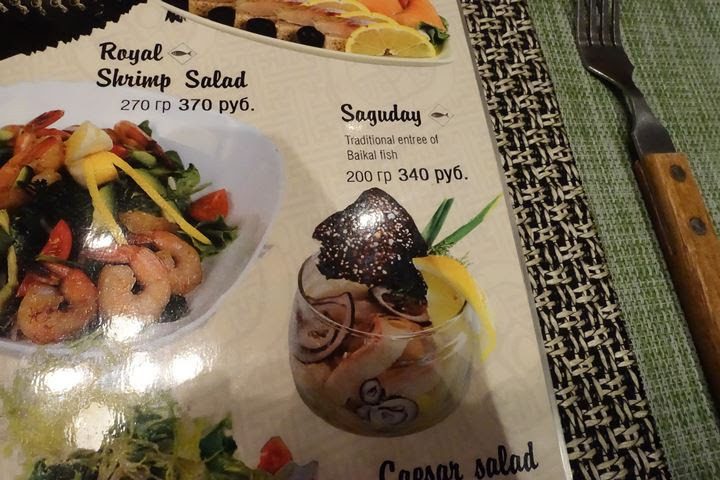 Royal
Shrimp Salad
270 гр 370 руб.
Saguday
Traditional entree of
Baikal fish
200 гр 340 руб.
Caesar salad